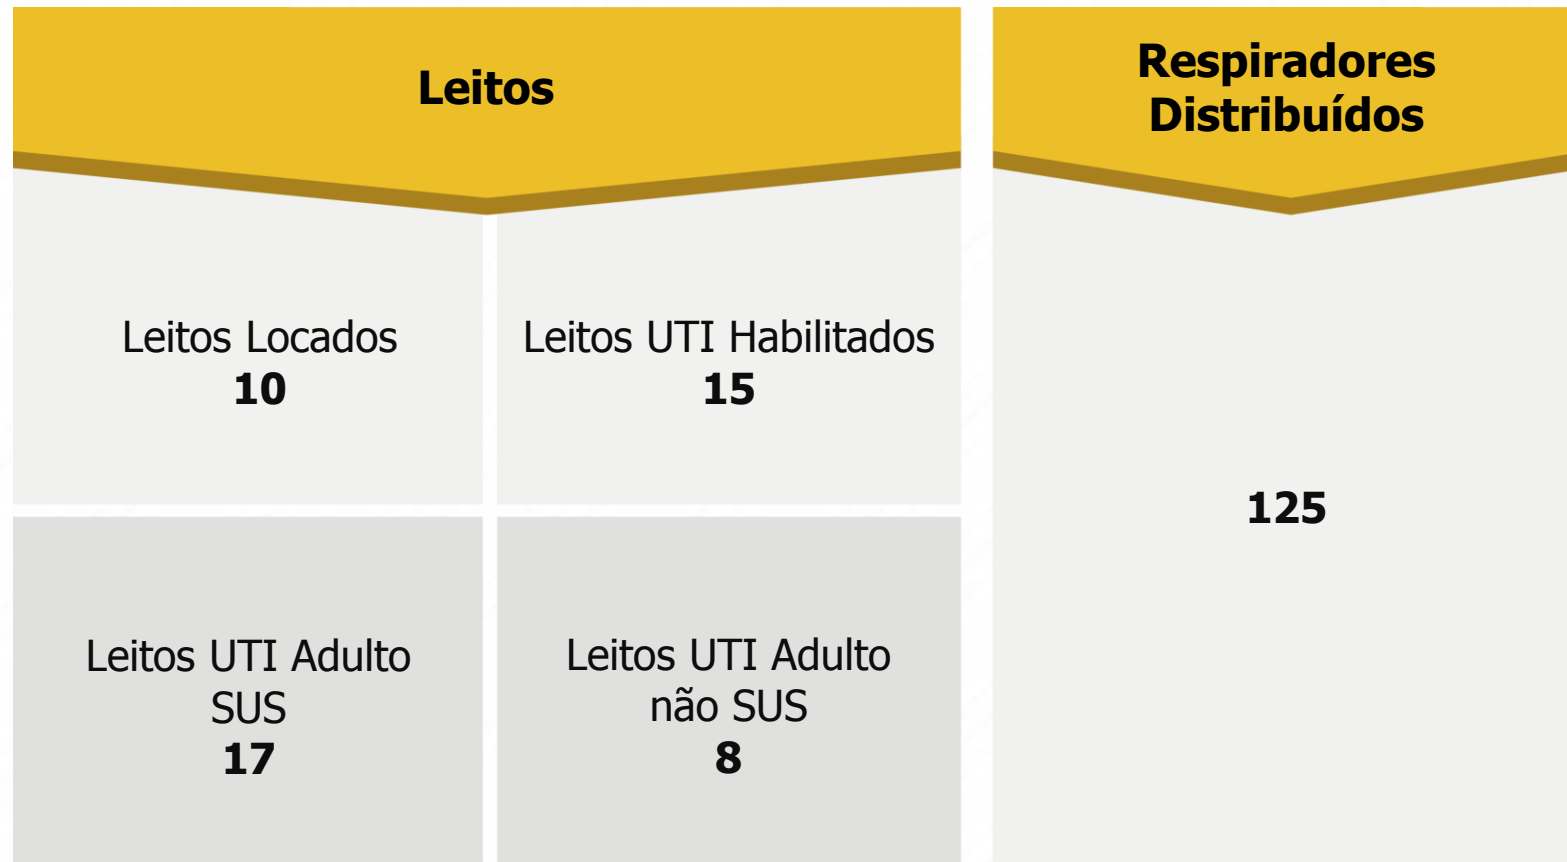 Leitos
Respiradores
Distribuídos
Leitos Locados
10
Leitos UTI Habilitados
15
Leitos UTI Adulto
SUS
17
Leitos UTI Adulto
não SUS
8
125